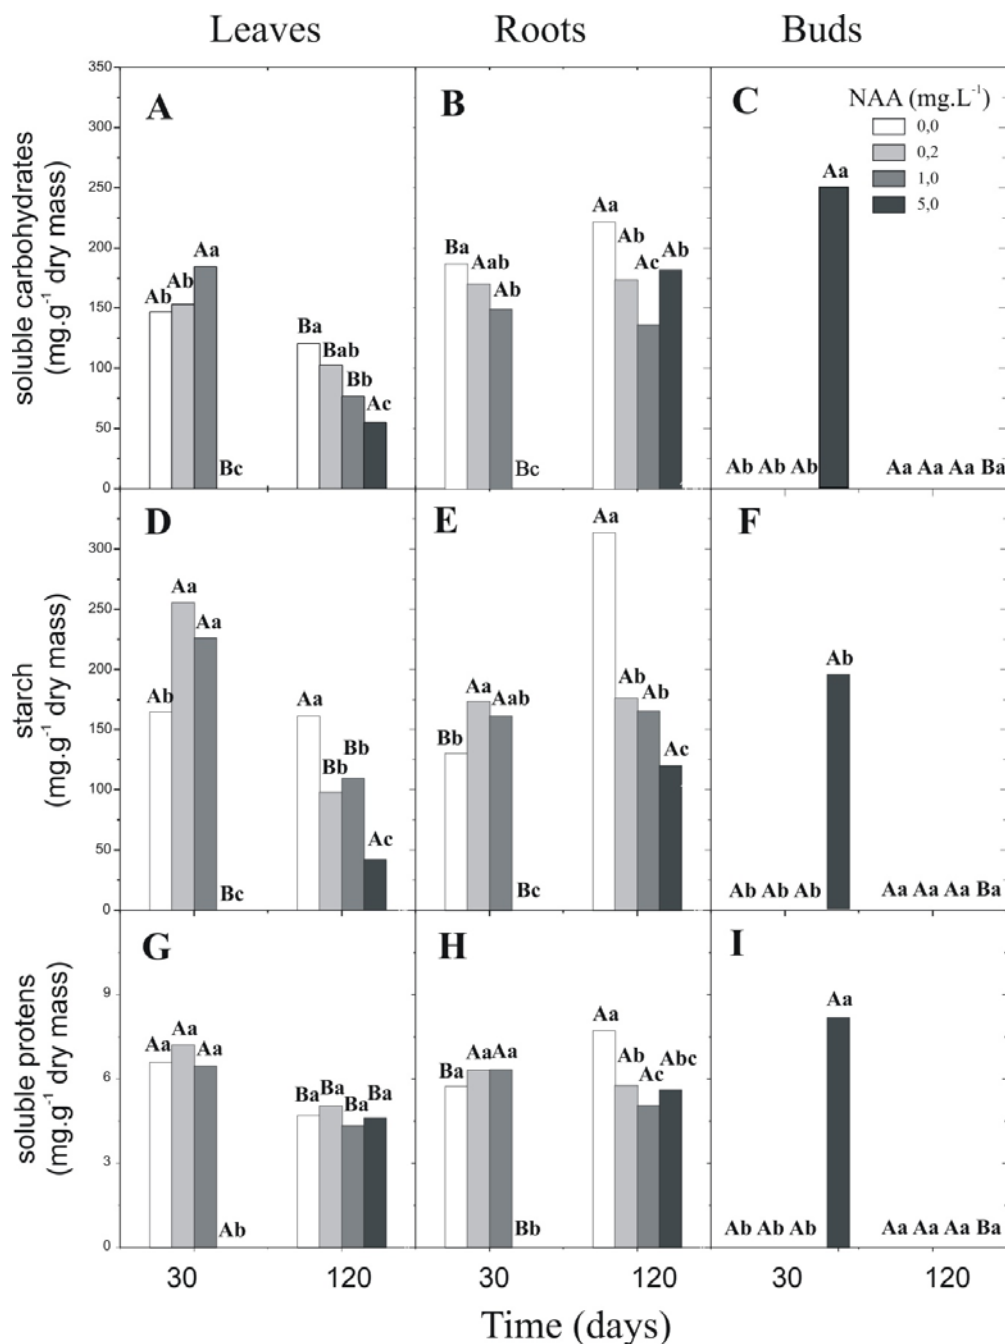 Leaves Roots Buds
soluble carbohydrates
(mg.g-1 dry mass)
350
300
250
200
150
100
50
0
A
Ab Ab Aa Bc
Ba Bab Bb Ac
B
Ba Aab Ab Bc
Aa Ab Ac Ab
C
NAA (mg.L-1)
0,0
0,2
1,0
5,0
Ab Ab Ab Aa
Aa Aa Aa Ba
starch
(mg.g-1 dry mass)
300
250
200
150
100
50
0
D
Ab Aa Aa Bc
Aa Bb Bb Ac
E
Bb Aa Aab Bc
Aa Ab Ab Ac
F
Ab Ab Ab Ab
Aa Aa Aa Ba
soluble protens
(mg.g-1 dry mass)
9
6
3
0
G
Aa Aa Aa Ab
Ba Ba Ba Ba
H
Ba Aa Aa Bb
Aa Ab Ac Abc
I
Ab Ab Ab Aa
Aa Aa Aa Ba
30 120 30 120 30 120
Time (days)